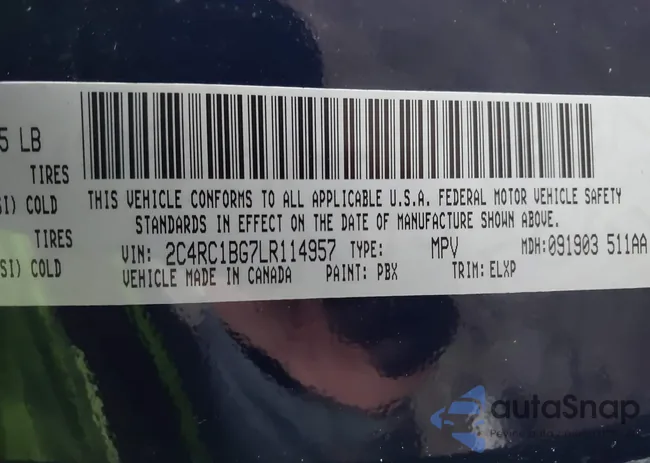 5 LB
TIRES
SI) COLD
SI) COLD
THIS VEHICLE CONFORMS TO ALL APPLICABLE U.S.A. FEDERAL MOTOR VEHICLE SAFETY
STANDARDS IN EFFECT ON THE DATE OF MANUFACTURE SHOWN ABOVE.
VIN: 2C4RC1BG7LR114957 TYPE: MPV MDH: 091903 511AA
VEHICLE MADE IN CANADA PAINT: PBX TRIM: ELXP
autaSnap